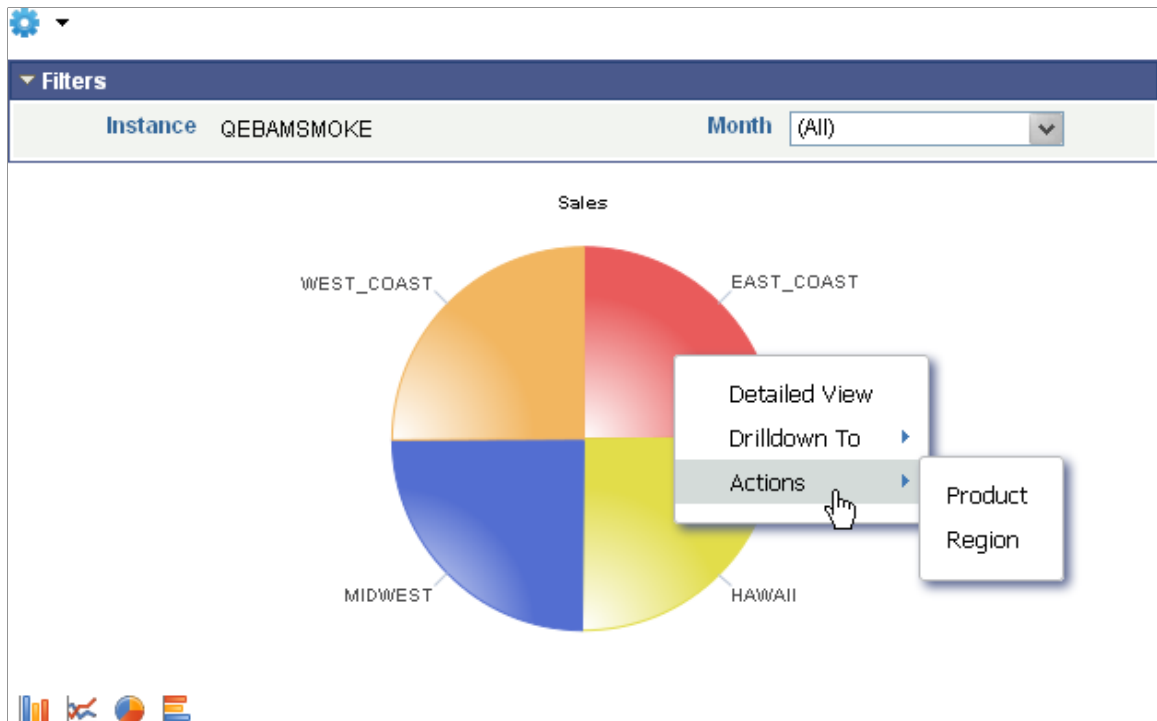 Filters
Instance QEBAMSMOKE Month (All)
Sales
WEST_COAST EAST_COAST
Detailed View
Drilldown To
Actions
Product
Region
MIDWEST HAWAII